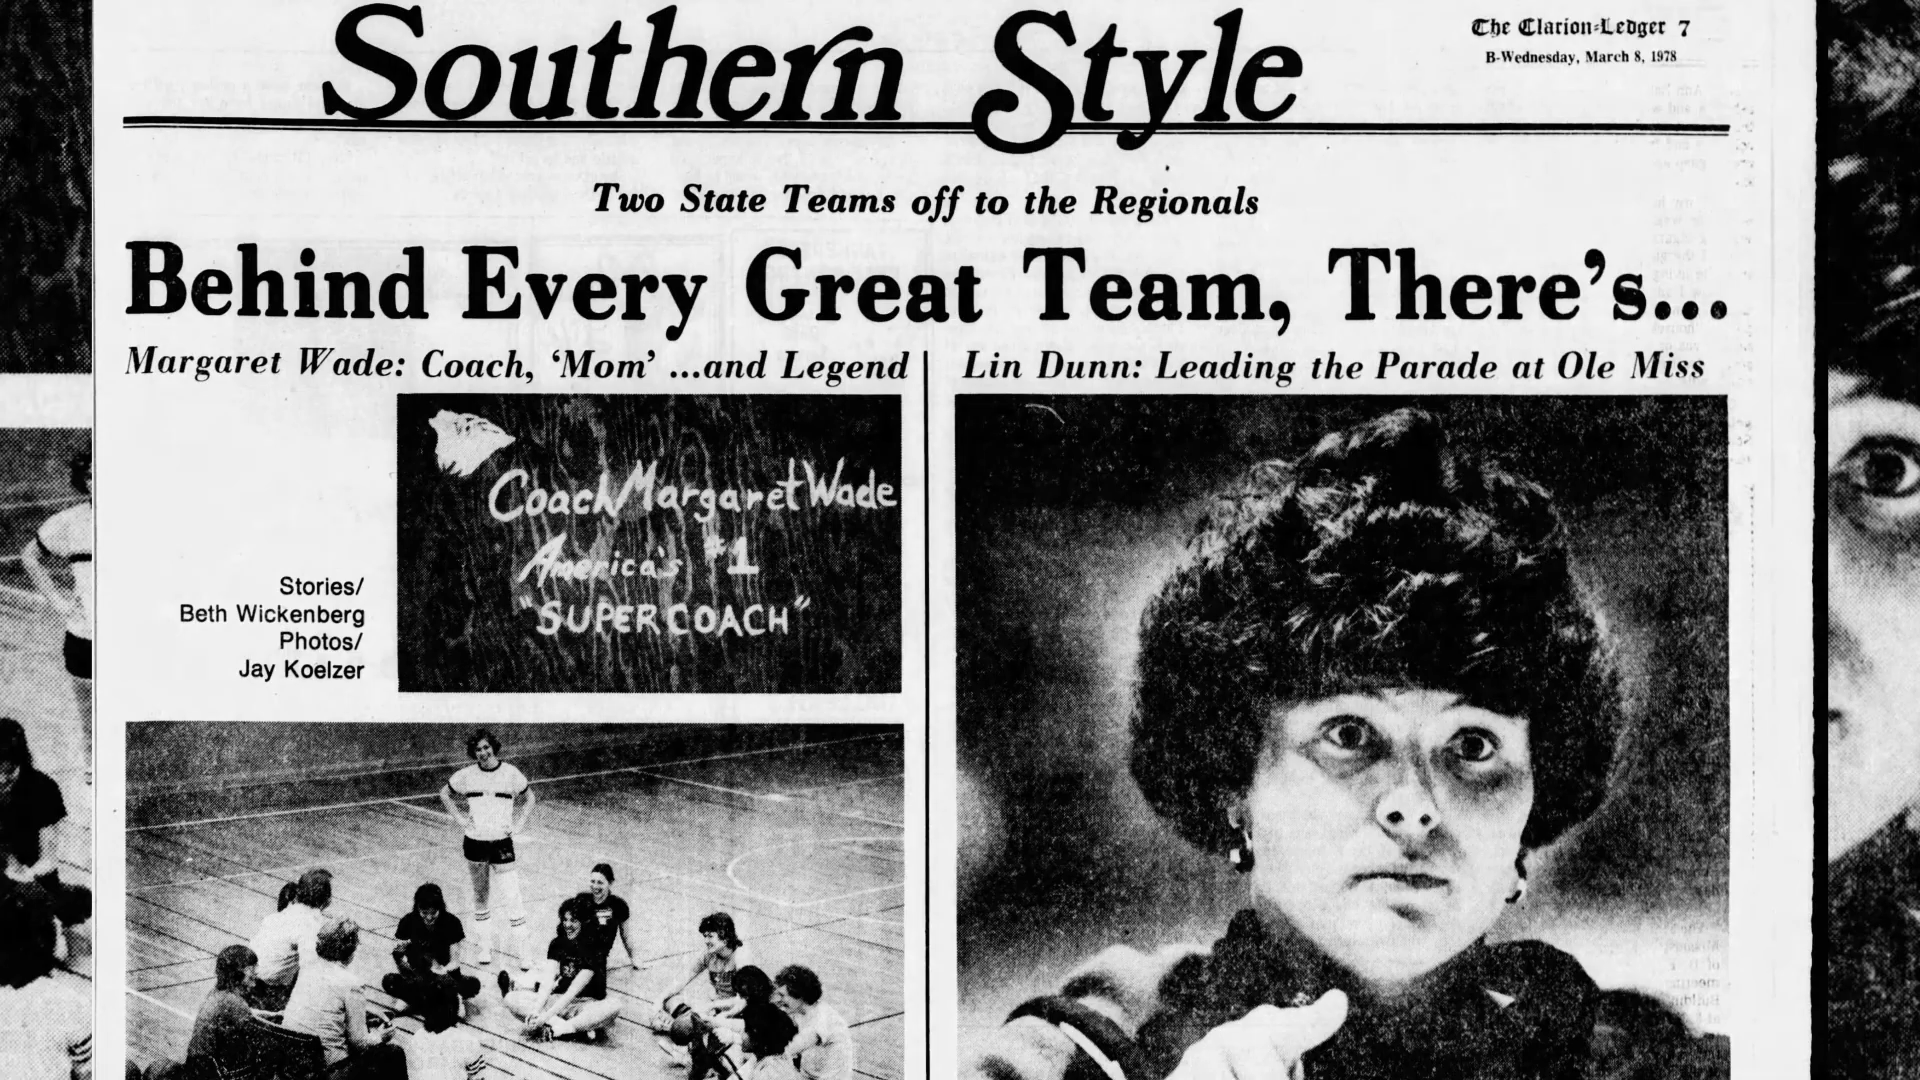 Southern Style
The Clarion-Ledger 7
B-Wednesday, March 8, 1978
Two State Teams off to the Regionals
Behind Every Great Team, There's...
Margaret Wade: Coach, 'Mom' ...and Legend
Lin Dunn: Leading the Parade at Ole Miss
Stories/
Beth Wickenberg
Photos/
Jay Koelzer
Coach Margaret Wade
America's #1
"SUPER COACH"